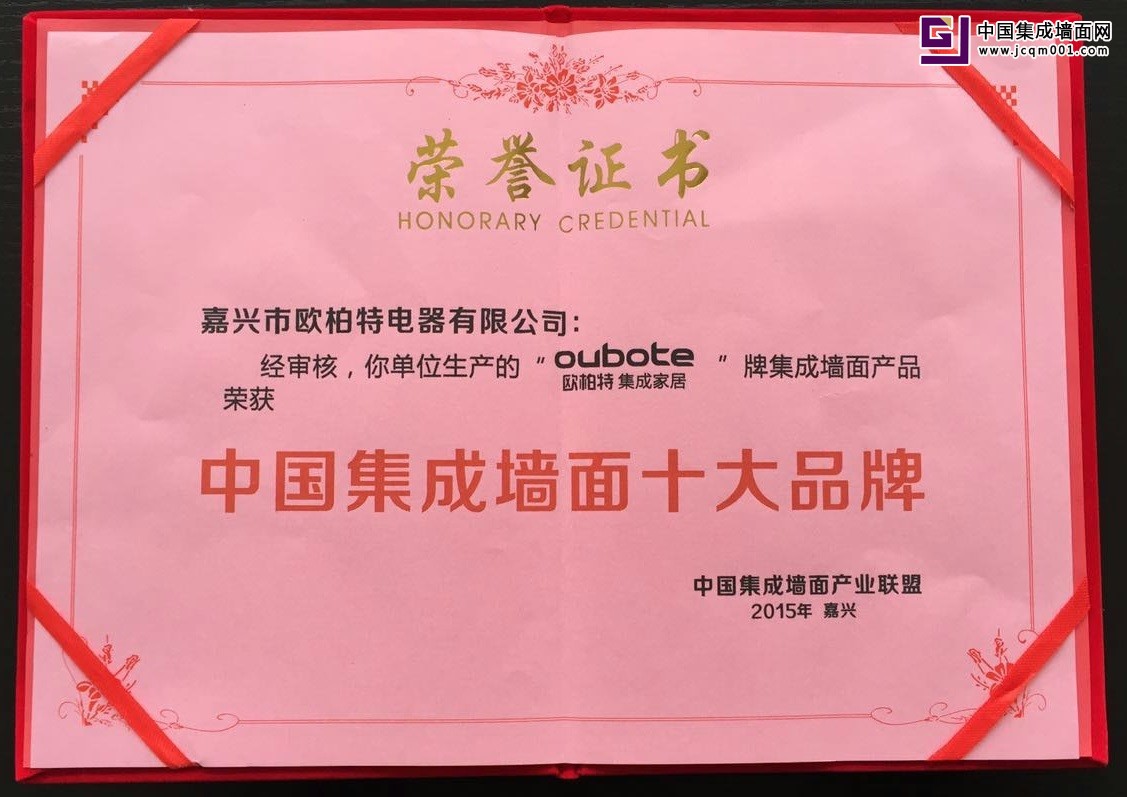 中国集成墙面网
www.jcqm001.com
荣誉证书
HONORARY CREDENTIAL
嘉兴市欧柏特电器有限公司：
经审核，你单位生产的“ oubote ”牌集成墙面产品
欧柏特 集成家居
荣获
中国集成墙面十大品牌
中国集成墙面产业联盟
2015年 嘉兴